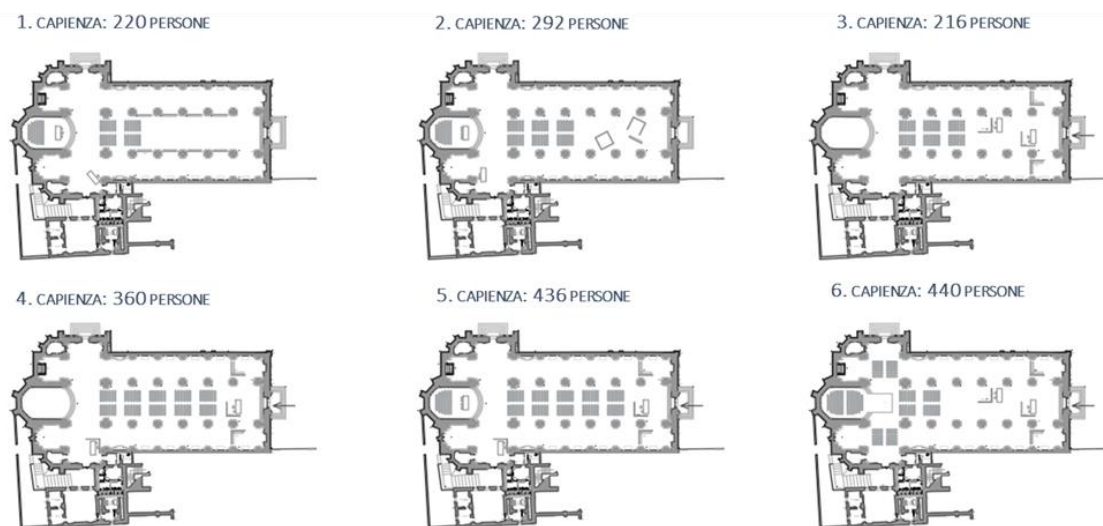 1. CAPIENZA: 220 PERSONE
2. CAPIENZA: 292 PERSONE
3. CAPIENZA: 216 PERSONE
4. CAPIENZA: 360 PERSONE
5. CAPIENZA: 436 PERSONE
6. CAPIENZA: 440 PERSONE